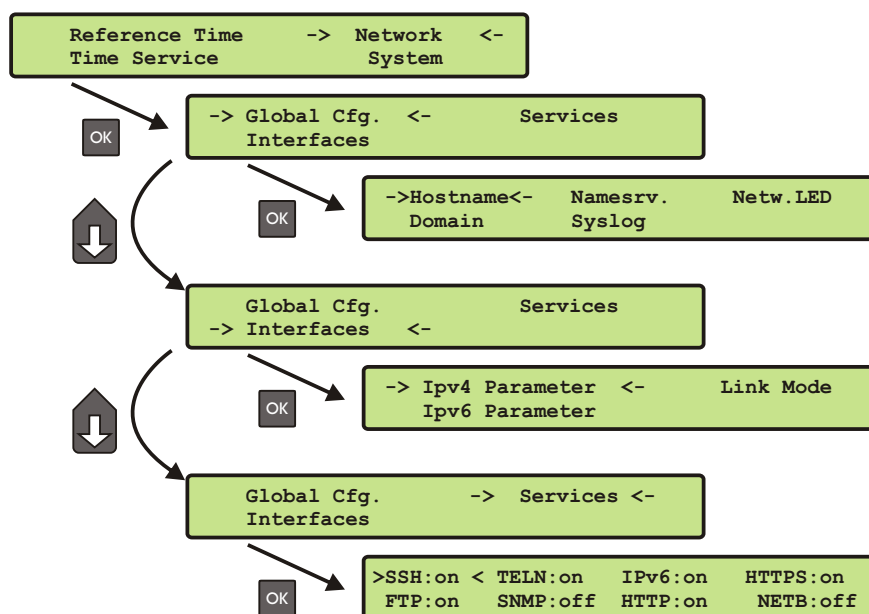 Reference Time -> Network <-
Time Service System
OK
-> Global Cfg. <- Services
Interfaces
OK
->Hostname<- Namesrv. Netw.LED
Domain Syslog
Global Cfg. Services
-> Interfaces <-
OK
-> Ipv4 Parameter <- Link Mode
Ipv6 Parameter
Global Cfg. -> Services <-
Interfaces
OK
>SSH:on < TELN:on IPv6:on HTTPS:on
FTP:on SNMP:off HTTP:on NETB:off